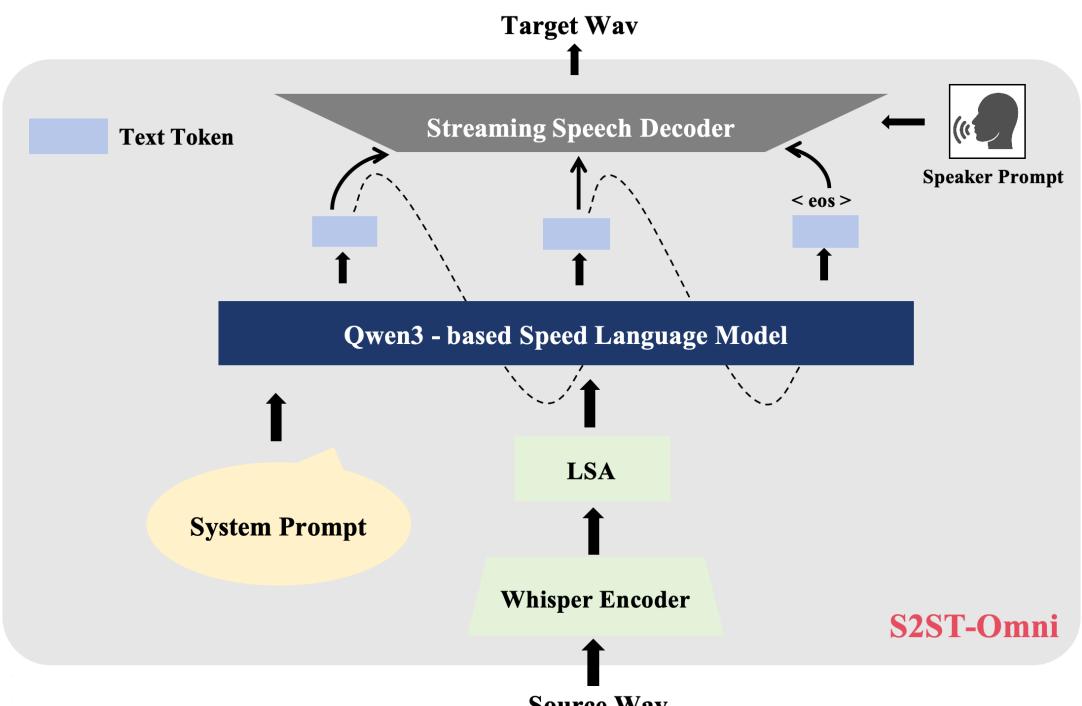 Target Wav
Streaming Speech Decoder
Text Token
Speaker Prompt
< eos >
Qwen3 - based Speed Language Model
LSA
System Prompt
Whisper Encoder
S2ST-Omni
Source Wav